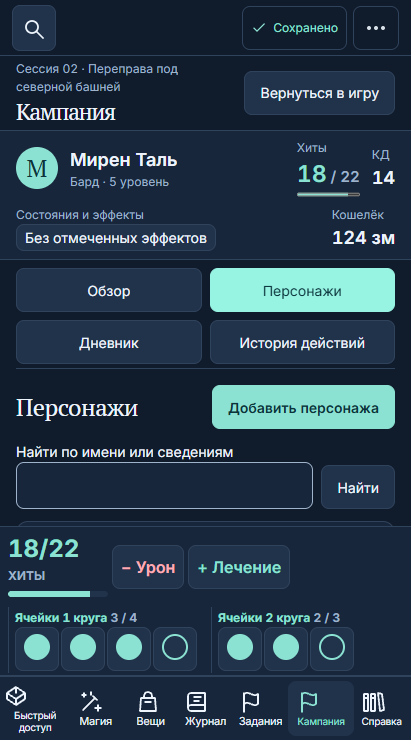 Сохранено
Сессия 02 · Переправа под
северной башней
Кампания
Вернуться в игру
М
Мирен Таль
Бард · 5 уровень
Хиты
18 / 22
КД
14
Состояния и эффекты
Без отмеченных эффектов
Кошелёк
124 зм
Обзор
Персонажи
Дневник
История действий
Персонажи
Добавить персонажа
Найти по имени или сведениям
Найти
18/22
ХИТЫ
− Урон
+ Лечение
Ячейки 1 круга 3 / 4
Ячейки 2 круга 2 / 3
Быстрый
доступ
Магия
Вещи
Журнал
Задания
Кампания
Справка